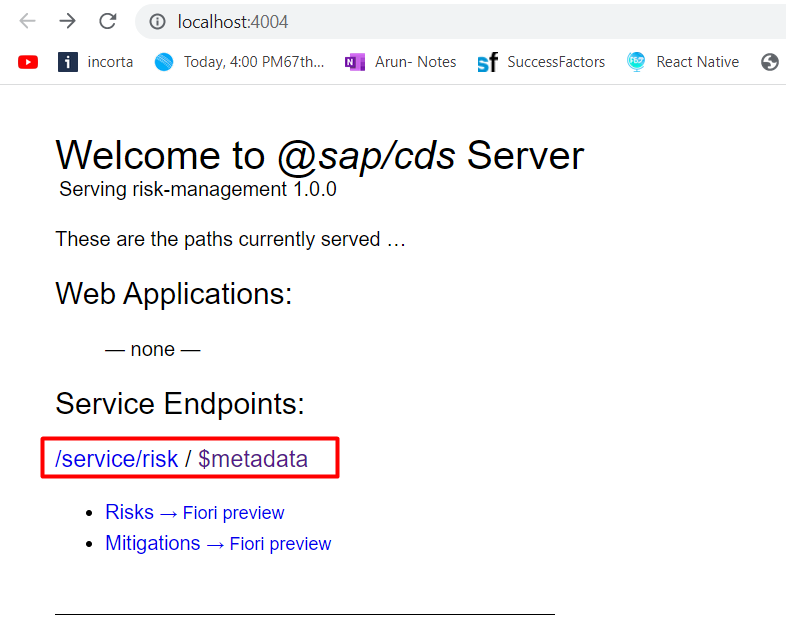 localhost:4004
i incorta Today, 4:00 PM67th... N Arun- Notes sf SuccessFactors React Native
Welcome to @sap/cds Server
Serving risk-management 1.0.0
These are the paths currently served …
Web Applications:
— none —
Service Endpoints:
/service/risk / $metadata
• Risks → Fiori preview
• Mitigations → Fiori preview